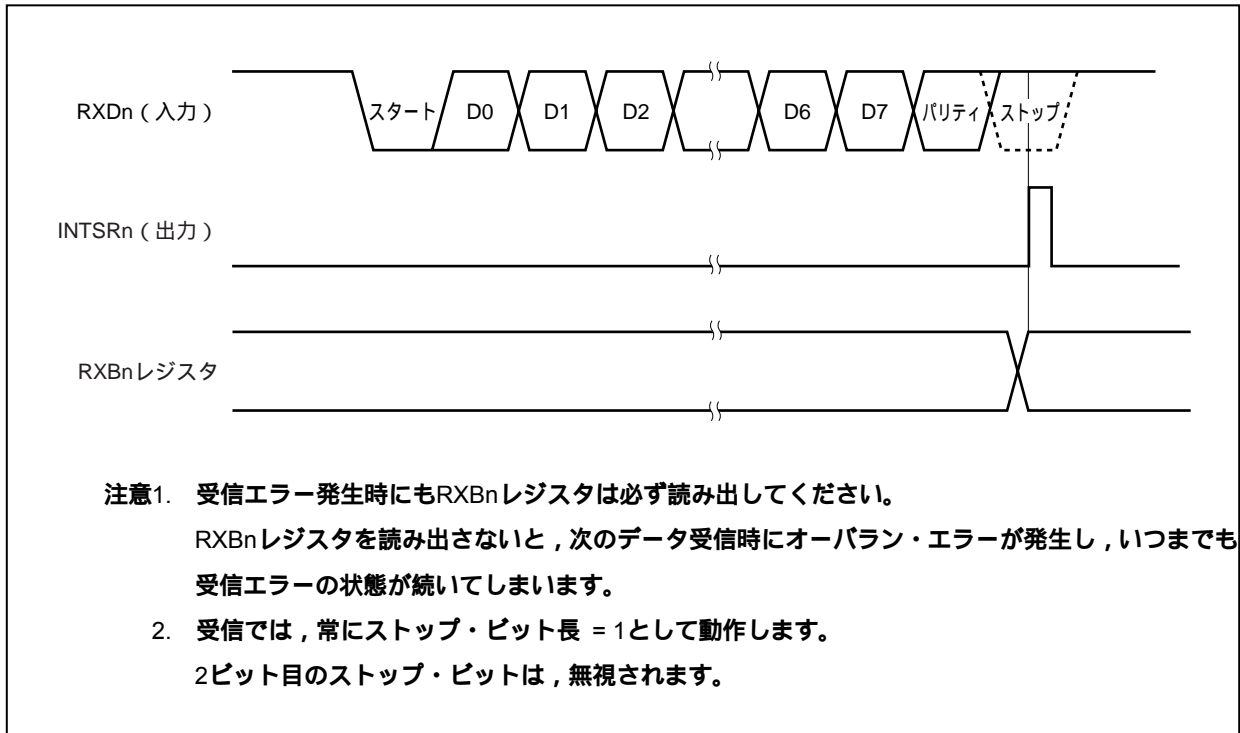 RXDn(入力)
スタート D0 D1 D2 D6 D7 パリティ ストップ
INTSRn(出力)
RXBnレジスタ
注意1. 受信エラー発生時にもRXBnレジスタは必ず読み出してください。
RXBnレジスタを読み出さないと,次のデータ受信時にオーバラン・エラーが発生し,いつまでも
受信エラーの状態が続いてしまいます。
2. 受信では,常にストップ・ビット長 = 1として動作します。
2ビット目のストップ・ビットは,無視されます。